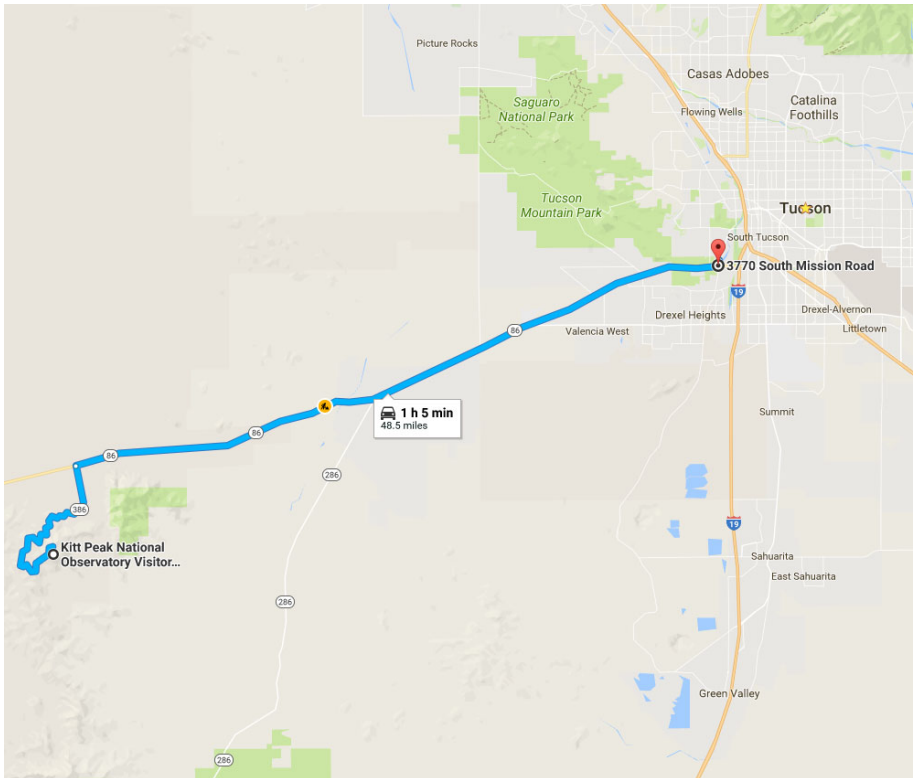 Picture Rocks
Casas Adobes
Catalina
Foothills
Saguaro
National Park
Flowing Wells
Tucson
Mountain Park
Tucson
South Tucson
3770 South Mission Road
19
Drexel Heights
Drexel-Alvernon
Littletown
Valencia West
86
1 h 5 min
48.5 miles
Summit
86
86
286
386
19
Kitt Peak National
Observatory Visitor...
Sahuarita
East Sahuarita
286
Green Valley
286